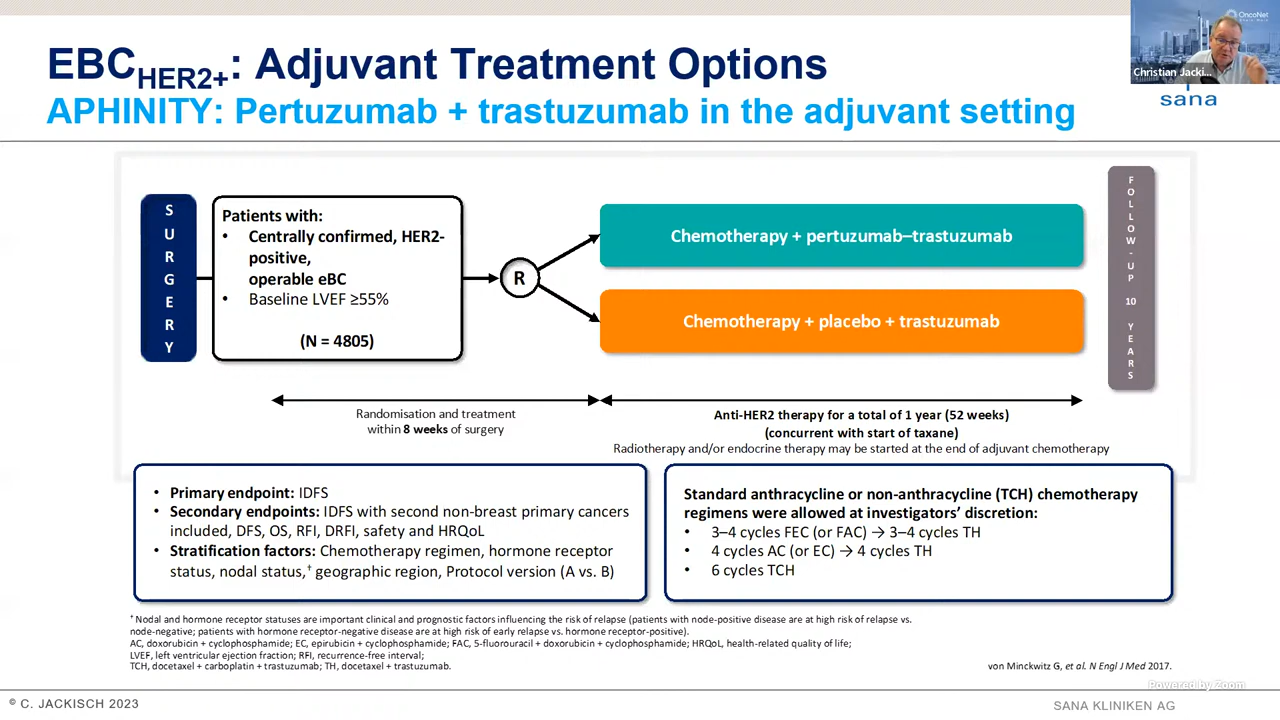 EBCHER2+: Adjuvant Treatment Options
APHINITY: Pertuzumab + trastuzumab in the adjuvant setting
OncoNet
Christian Jacki...
sana
SURGERY
Patients with:
• Centrally confirmed, HER2-
positive,
operable eBC
• Baseline LVEF ≥55%
(N = 4805)
R
Chemotherapy + pertuzumab–trastuzumab
Chemotherapy + placebo + trastuzumab
FOLLOW-UP 10 YEARS
Randomisation and treatment
within 8 weeks of surgery
Anti-HER2 therapy for a total of 1 year (52 weeks)
(concurrent with start of taxane)
Radiotherapy and/or endocrine therapy may be started at the end of adjuvant chemotherapy
• Primary endpoint: IDFS
• Secondary endpoints: IDFS with second non-breast primary cancers
included, DFS, OS, RFI, DRFI, safety and HRQoL
• Stratification factors: Chemotherapy regimen, hormone receptor
status, nodal status,† geographic region, Protocol version (A vs. B)
Standard anthracycline or non-anthracycline (TCH) chemotherapy
regimens were allowed at investigators’ discretion:
• 3–4 cycles FEC (or FAC) → 3–4 cycles TH
• 4 cycles AC (or EC) → 4 cycles TH
• 6 cycles TCH
† Nodal and hormone receptor statuses are important clinical and prognostic factors influencing the risk of relapse (patients with node-positive disease are at high risk of relapse vs.
node-negative; patients with hormone receptor-negative disease are at high risk of early relapse vs. hormone receptor-positive).
AC, doxorubicin + cyclophosphamide; EC, epirubicin + cyclophosphamide; FAC, 5-fluorouracil + doxorubicin + cyclophosphamide; HRQoL, health-related quality of life;
LVEF, left ventricular ejection fraction; RFI, recurrence-free interval;
TCH, docetaxel + carboplatin + trastuzumab; TH, docetaxel + trastuzumab.
von Minckwitz G, et al. N Engl J Med 2017.
Powered by Zoom
© C. JACKISCH 2023
SANA KLINIKEN AG